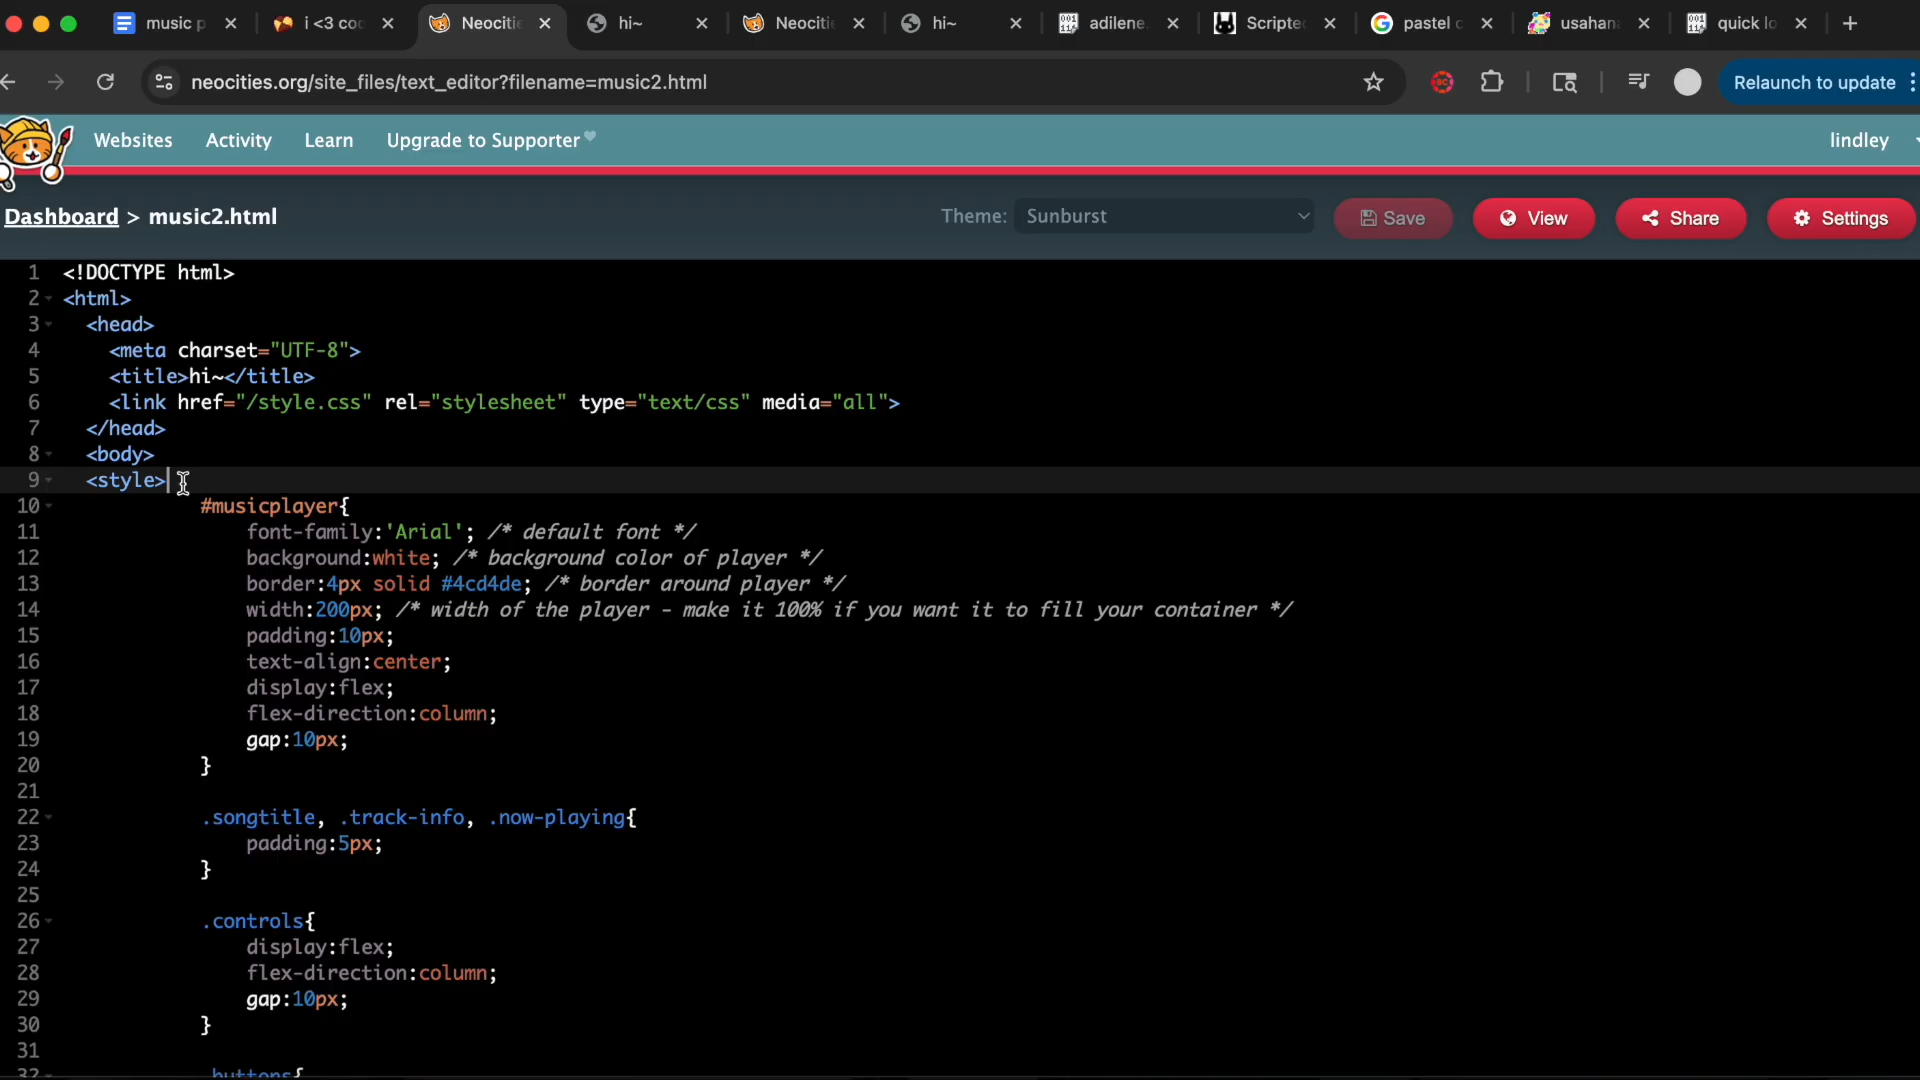 music p
i <3 co
Neociti
hi~
Neociti
hi~
adilene
Scripte
pastel c
usahan
quick lo
neocities.org/site_files/text_editor?filename=music2.html
Relaunch to update
Websites Activity Learn Upgrade to Supporter lindley
Dashboard > music2.html Theme: Sunburst Save View Share Settings
1 <!DOCTYPE html>
2 <html>
3 <head>
4 <meta charset="UTF-8">
5 <title>hi~</title>
6 <link href="/style.css" rel="stylesheet" type="text/css" media="all">
7 </head>
8 <body>
9 <style>
10 #musicplayer{
11 font-family:'Arial'; /* default font */
12 background:white; /* background color of player */
13 border:4px solid #4cd4de; /* border around player */
14 width:200px; /* width of the player - make it 100% if you want it to fill your container */
15 padding:10px;
16 text-align:center;
17 display:flex;
18 flex-direction:column;
19 gap:10px;
20 }
21
22 .songtitle, .track-info, .now-playing{
23 padding:5px;
24 }
25
26 .controls{
27 display:flex;
28 flex-direction:column;
29 gap:10px;
30 }
31
32 .buttons{